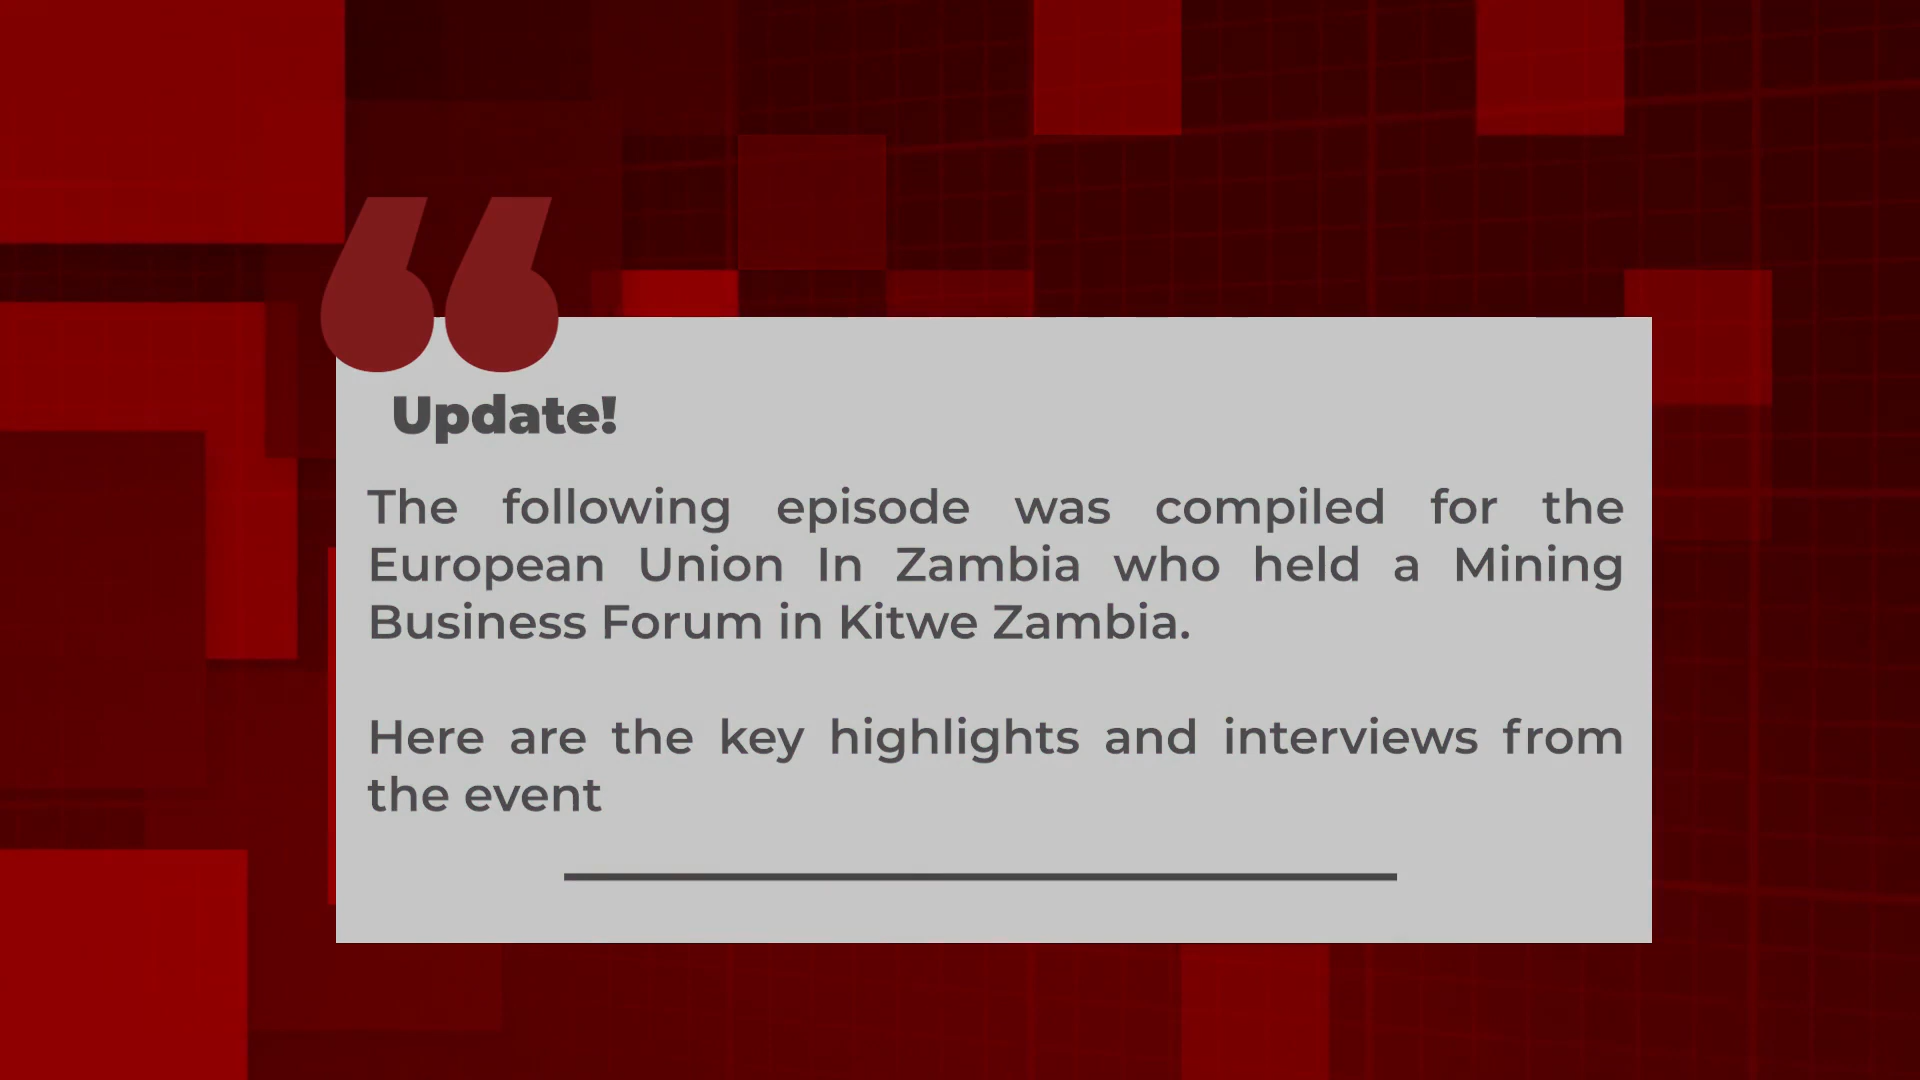 Update!
The following episode was compiled for the
European Union In Zambia who held a Mining
Business Forum in Kitwe Zambia.
Here are the key highlights and interviews from
the event